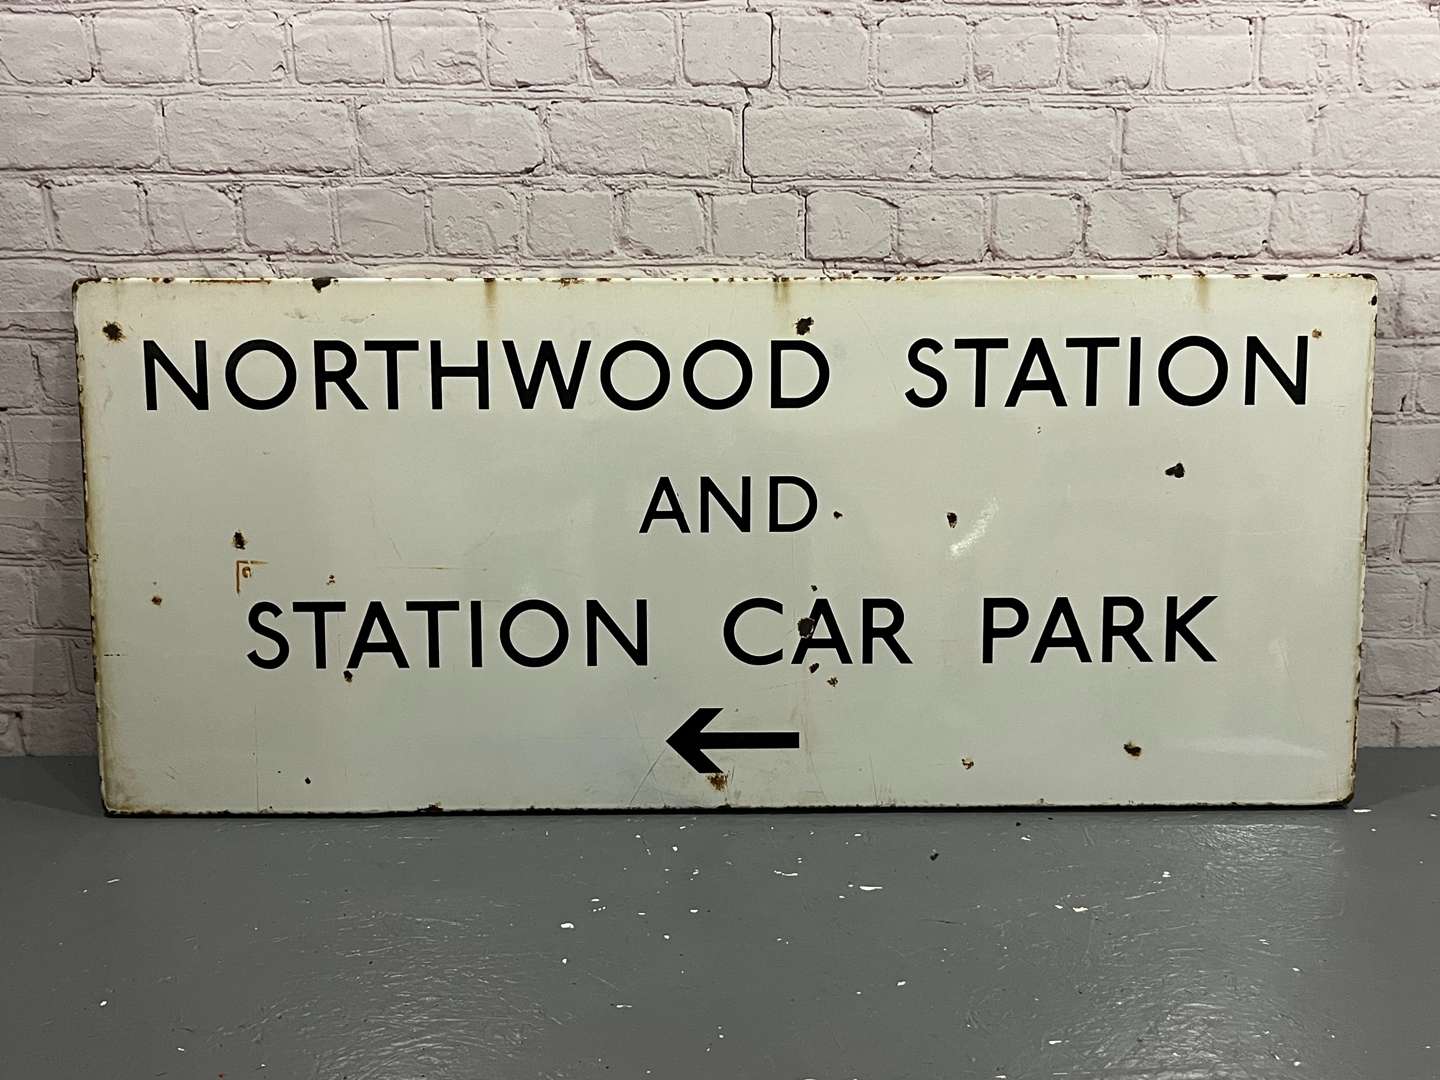 NORTHWOOD STATION
AND
STATION CAR PARK
←